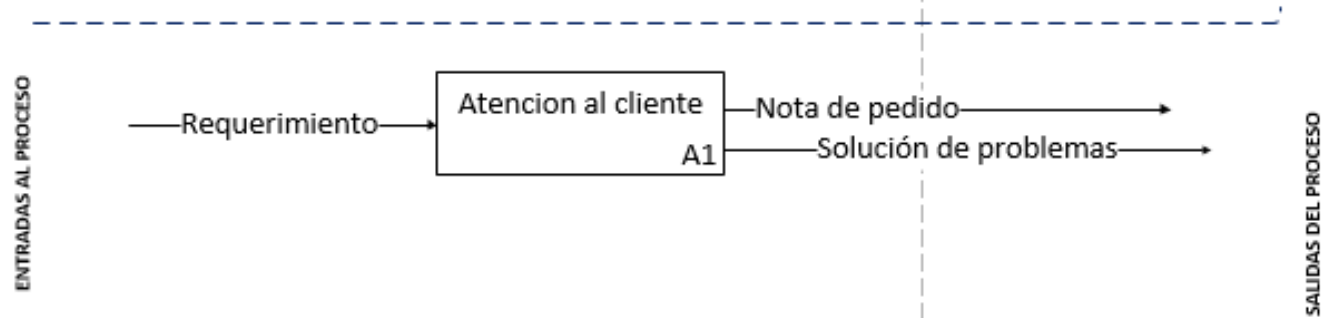 ENTRADAS AL PROCESO
Requerimiento
Atencion al cliente
A1
Nota de pedido
Solución de problemas
SALIDAS DEL PROCESO